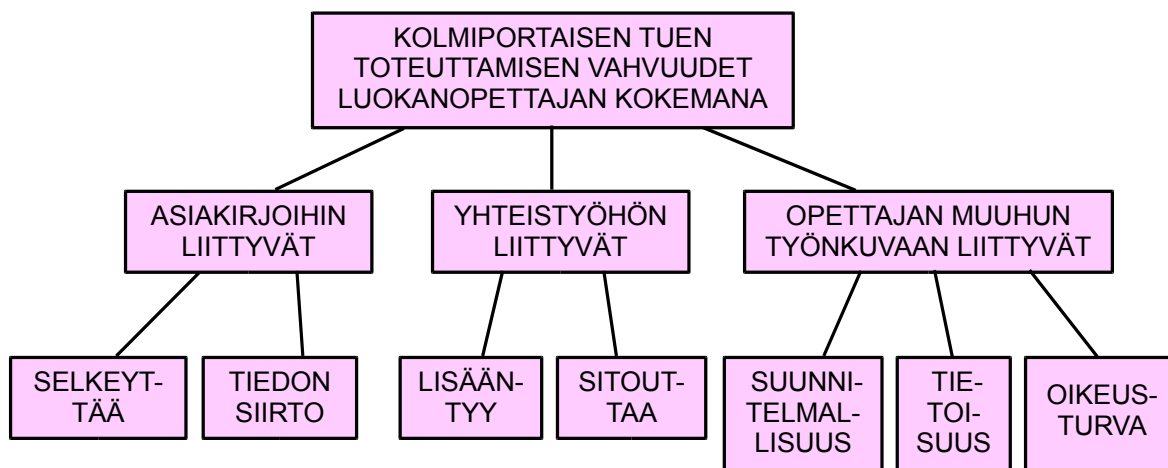 KOLMIPORTAISEN TUEN
TOTEUTTAMISEN VAHVUUDET
LUOKANOPETTAJAN KOKEMANA
ASIAKIRJOIHIN
LIITTYVÄT
YHTEISTYÖHÖN
LIITTYVÄT
OPETTAJAN MUUHUN
TYÖNKUVAAN LIITTYVÄT
SELKEYT-
TÄÄ
TIEDON
SIIRTO
LISÄÄN-
TYY
SITOUT-
TAA
SUUNNI-
TELMAL-
LISUUS
TIE-
TOI-
SUUS
OIKEUS-
TURVA